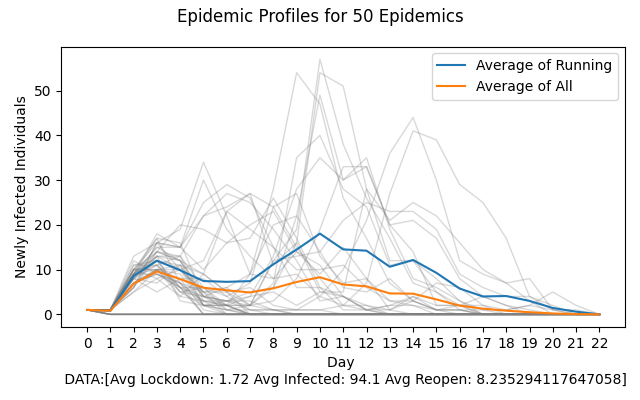 Epidemic Profiles for 50 Epidemics
Average of Running
Average of All
Newly Infected Individuals
50
40
30
20
10
0
0 1 2 3 4 5 6 7 8 9 10 11 12 13 14 15 16 17 18 19 20 21 22
Day
DATA:[Avg Lockdown: 1.72 Avg Infected: 94.1 Avg Reopen: 8.235294117647058]